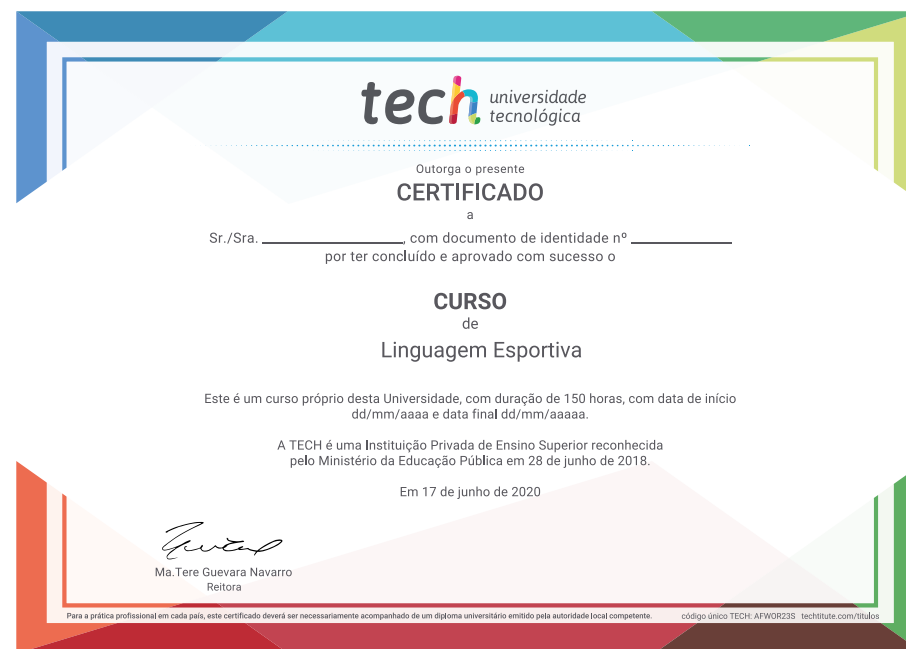 tech universidade
tecnológica
Outorga o presente
CERTIFICADO
a
Sr./Sra. ____________, com documento de identidade nº ____________
por ter concluído e aprovado com sucesso o
CURSO
de
Linguagem Esportiva
Este é um curso próprio desta Universidade, com duração de 150 horas, com data de início
dd/mm/aaaa e data final dd/mm/aaaaa.
A TECH é uma Instituição Privada de Ensino Superior reconhecida
pelo Ministério da Educação Pública em 28 de junho de 2018.
Em 17 de junho de 2020
Ma.Tere Guevara Navarro
Reitora
Para a prática profissional em cada país, este certificado deverá ser necessariamente acompanhado de um diploma universitário emitido pela autoridade local competente. código único TECH: AFWOR23S techtitute.com/titulos